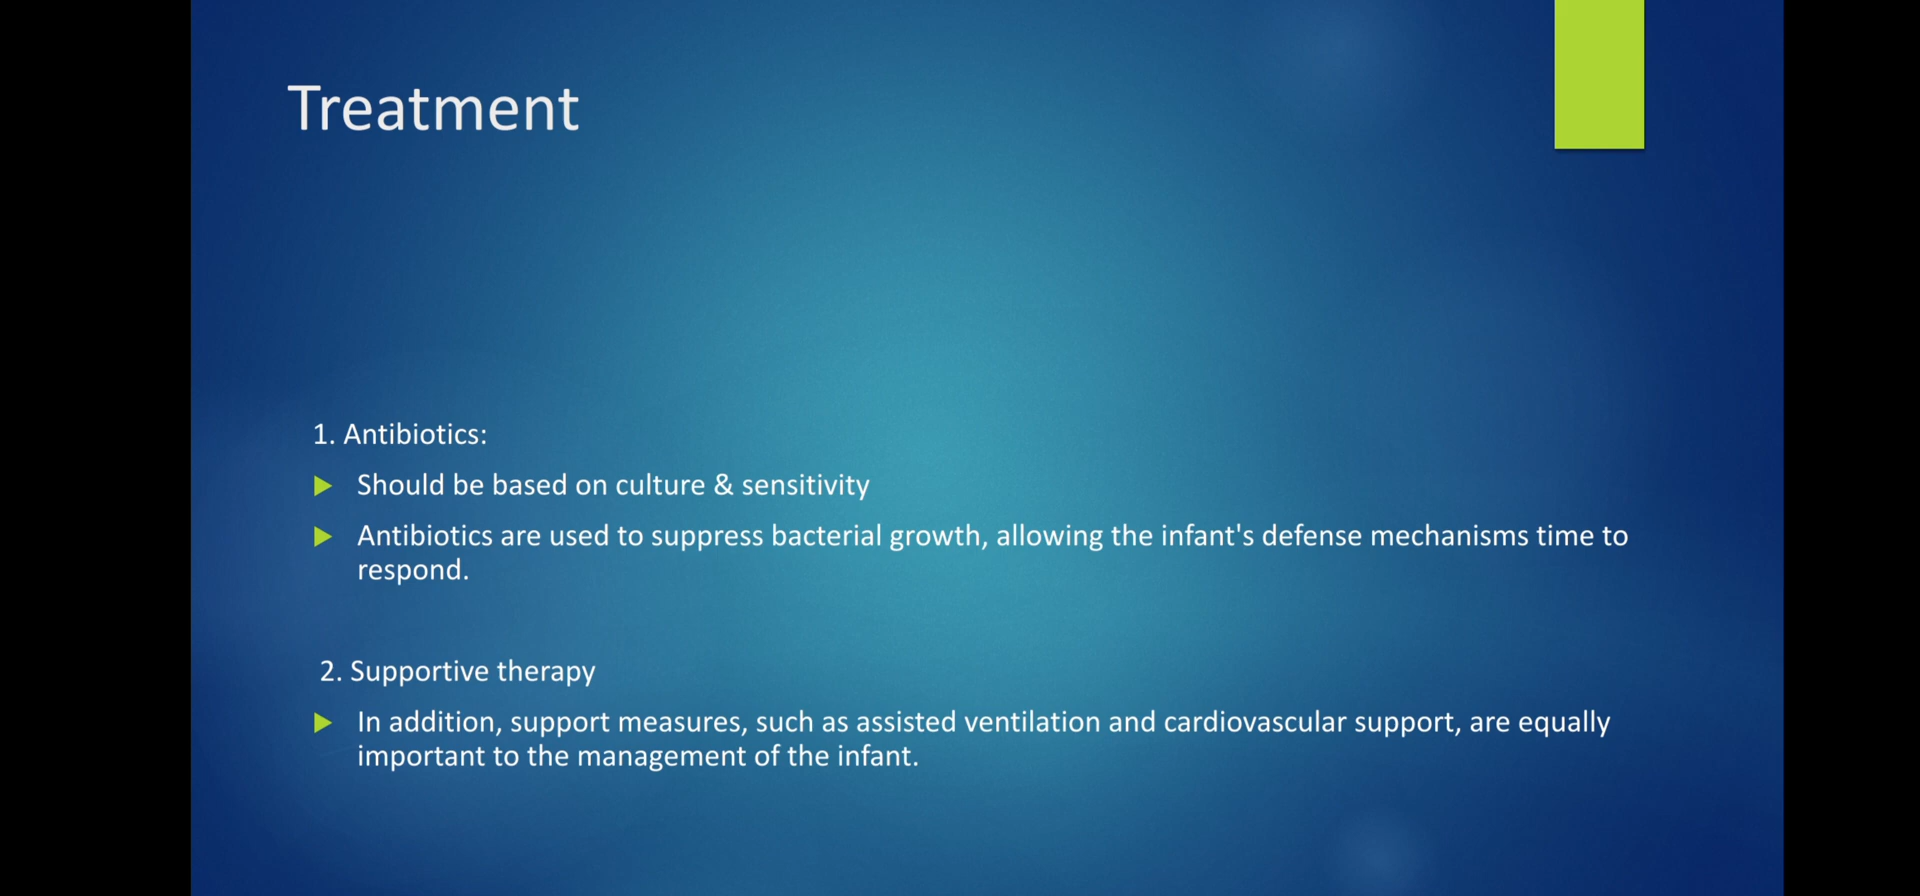 Treatment
1. Antibiotics:
Should be based on culture & sensitivity
Antibiotics are used to suppress bacterial growth, allowing the infant's defense mechanisms time to
respond.
2. Supportive therapy
In addition, support measures, such as assisted ventilation and cardiovascular support, are equally
important to the management of the infant.